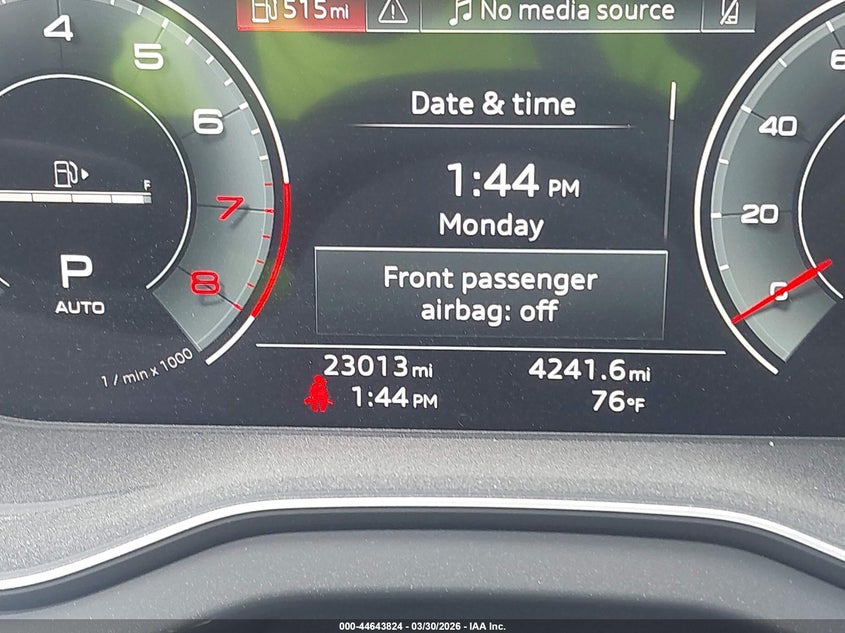 515 mi
No media source
4
5
6
7
8
1 / min x 1000
F
P
AUTO
Date & time
1:44 PM
Monday
Front passenger
airbag: off
23013 mi
4241.6 mi
1:44 PM
76°F
40
20
0
000-44643824 - 03/30/2026 - IAA Inc.